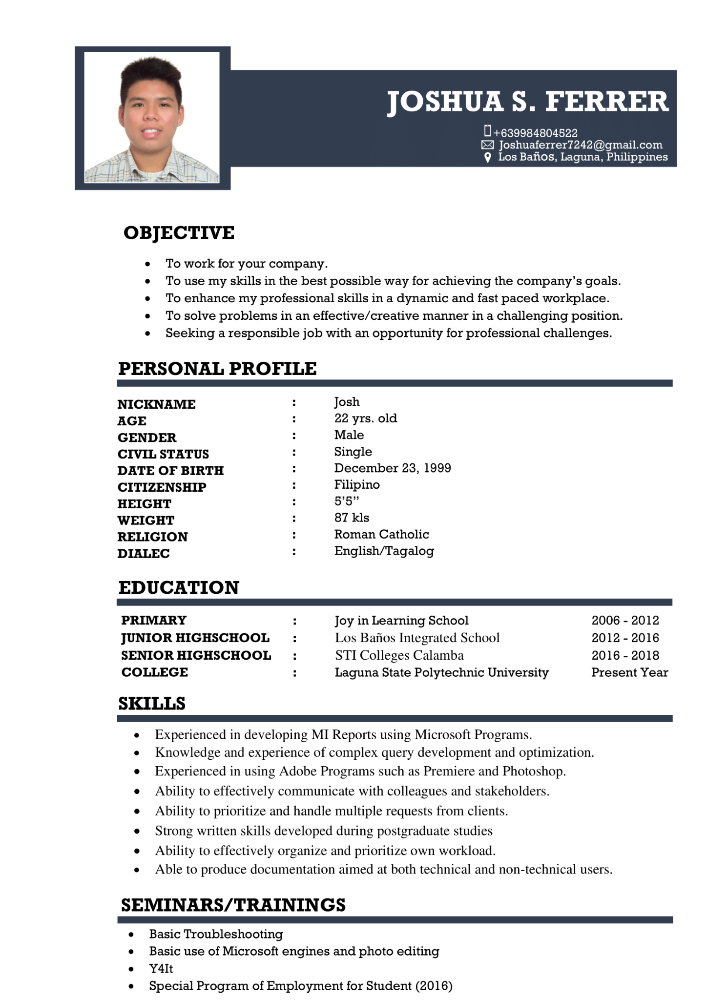 JOSHUA S. FERRER
+639984804522
Joshuaferrer7242@gmail.com
Los Baños, Laguna, Philippines
OBJECTIVE
• To work for your company.
• To use my skills in the best possible way for achieving the company’s goals.
• To enhance my professional skills in a dynamic and fast paced workplace.
• To solve problems in an effective/creative manner in a challenging position.
• Seeking a responsible job with an opportunity for professional challenges.
PERSONAL PROFILE
NICKNAME : Josh
AGE : 22 yrs. old
GENDER : Male
CIVIL STATUS : Single
DATE OF BIRTH : December 23, 1999
CITIZENSHIP : Filipino
HEIGHT : 5’5’’
WEIGHT : 87 kls
RELIGION : Roman Catholic
DIALEC : English/Tagalog
EDUCATION
PRIMARY : Joy in Learning School 2006 - 2012
JUNIOR HIGHSCHOOL : Los Baños Integrated School 2012 - 2016
SENIOR HIGHSCHOOL : STI Colleges Calamba 2016 - 2018
COLLEGE : Laguna State Polytechnic University Present Year
SKILLS
• Experienced in developing MI Reports using Microsoft Programs.
• Knowledge and experience of complex query development and optimization.
• Experienced in using Adobe Programs such as Premiere and Photoshop.
• Ability to effectively communicate with colleagues and stakeholders.
• Ability to prioritize and handle multiple requests from clients.
• Strong written skills developed during postgraduate studies
• Ability to effectively organize and prioritize own workload.
• Able to produce documentation aimed at both technical and non-technical users.
SEMINARS/TRAININGS
• Basic Troubleshooting
• Basic use of Microsoft engines and photo editing
• Y4It
• Special Program of Employment for Student (2016)